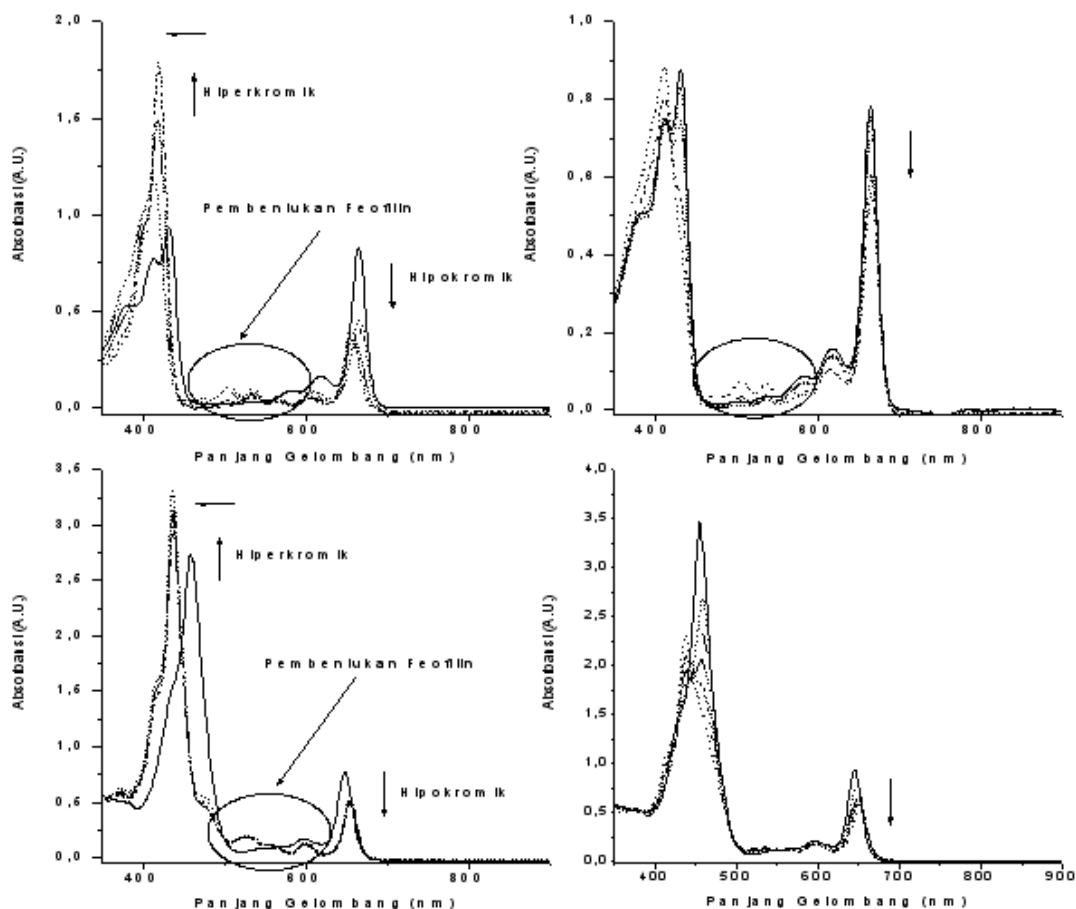 2,0
1,6
1,0
0,6
0,0
Absorbansi (A.U.)
Hiperkromik
Pembenlukan Feofilin
Hipokromik
400 600 800
Panjang Gelombang (nm)
1,0
0,8
0,6
0,4
0,2
0,0
Absorbansi (A.U.)
400 600 800
Panjang Gelombang (nm)
3,6
3,0
2,6
2,0
1,6
1,0
0,6
0,0
Absorbansi (A.U.)
Hiperkromik
Pembenlukan Feofilin
Hipokromik
400 600 800
Panjang Gelombang (nm)
4,0
3,5
3,0
2,5
2,0
1,5
1,0
0,5
0,0
Absorbansi (A.U.)
400 500 600 700 800 900
Panjang Gelombang (nm)